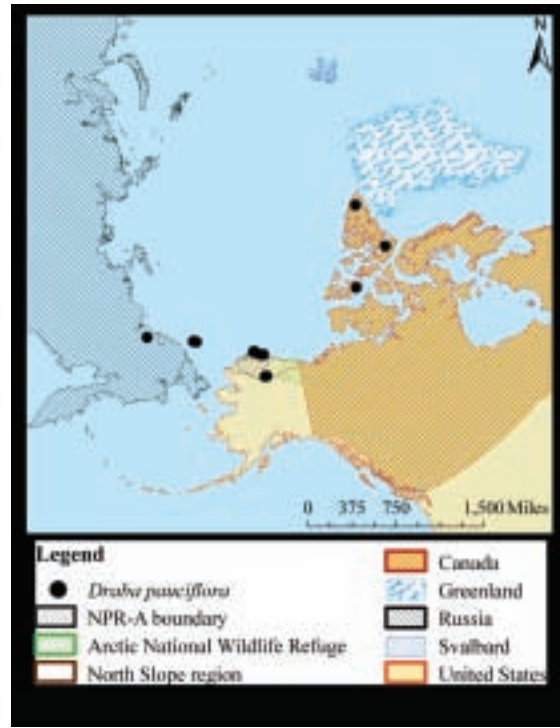 N
0 375 750 1,500 Miles
Legend
Draba pauciflora
NPR-A boundary
Arctic National Wildlife Refuge
North Slope region
Canada
Greenland
Russia
Svalbard
United States